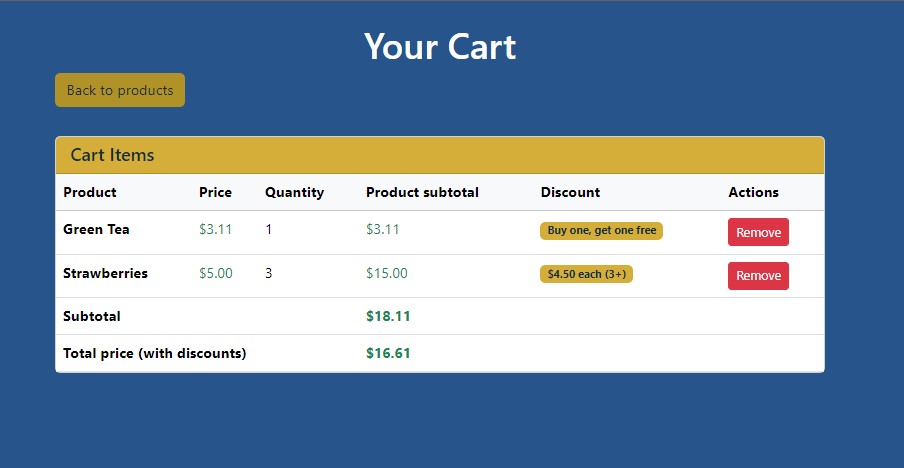 Your Cart
Back to products
Cart Items
Product Price Quantity Product subtotal Discount Actions
Green Tea $3.11 1 $3.11 Buy one, get one free Remove
Strawberries $5.00 3 $15.00 $4.50 each (3+) Remove
Subtotal $18.11
Total price (with discounts) $16.61